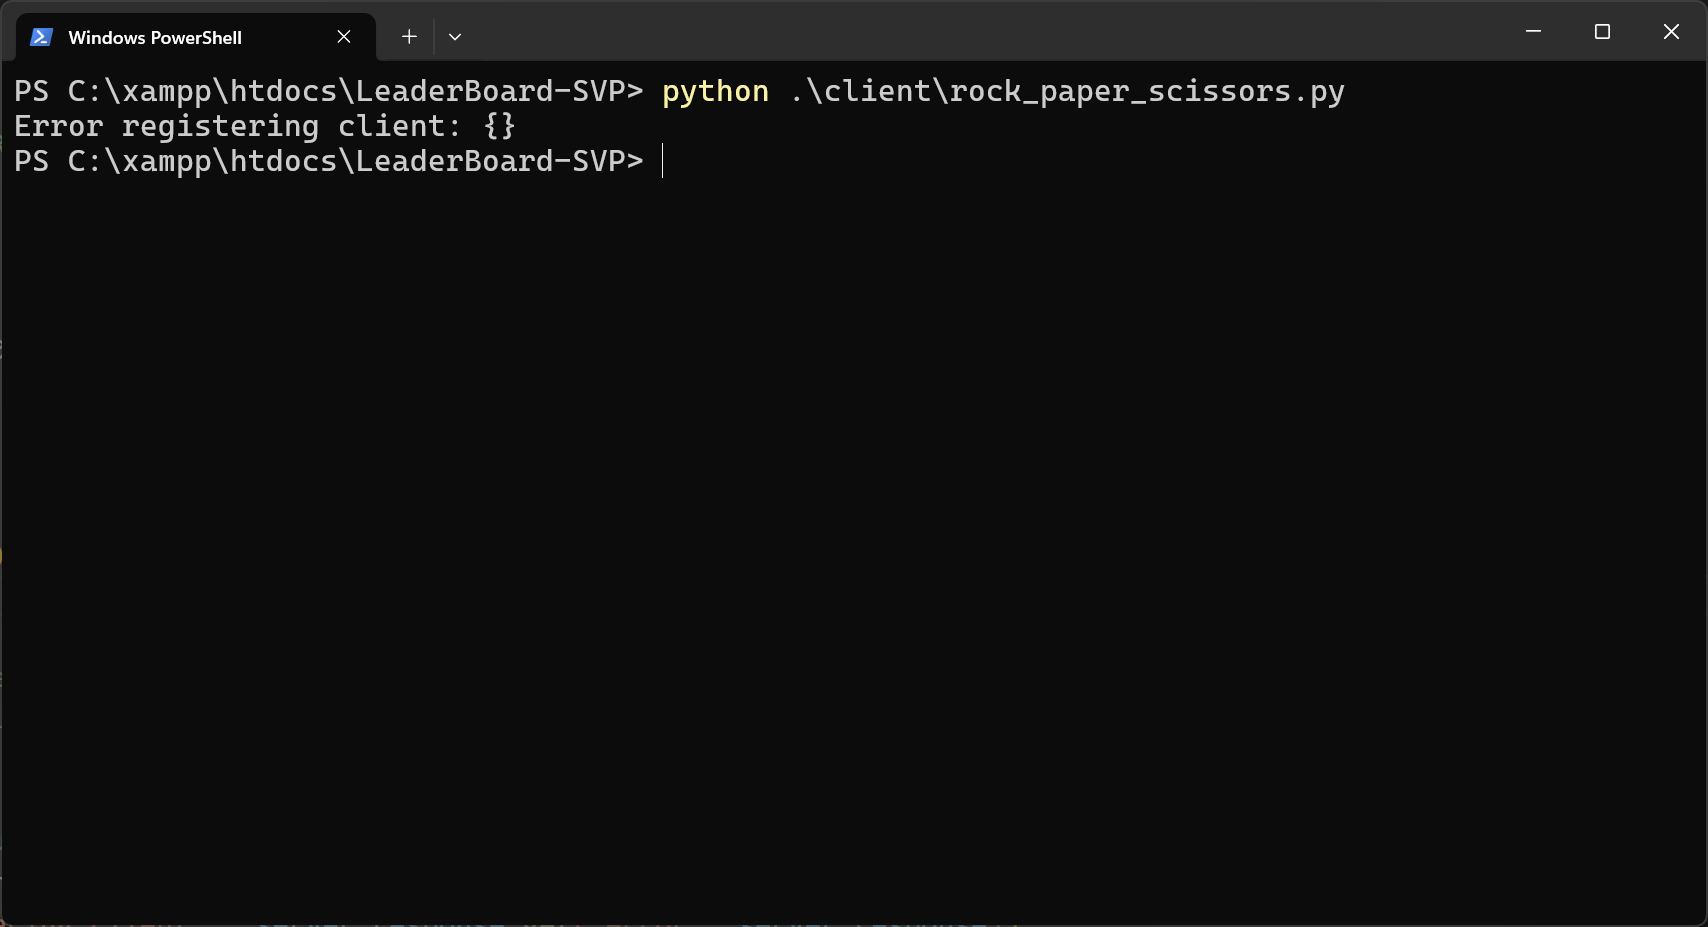 Windows PowerShell
PS C:\xampp\htdocs\LeaderBoard-SVP> python .\client\rock_paper_scissors.py
Error registering client: {}
PS C:\xampp\htdocs\LeaderBoard-SVP>